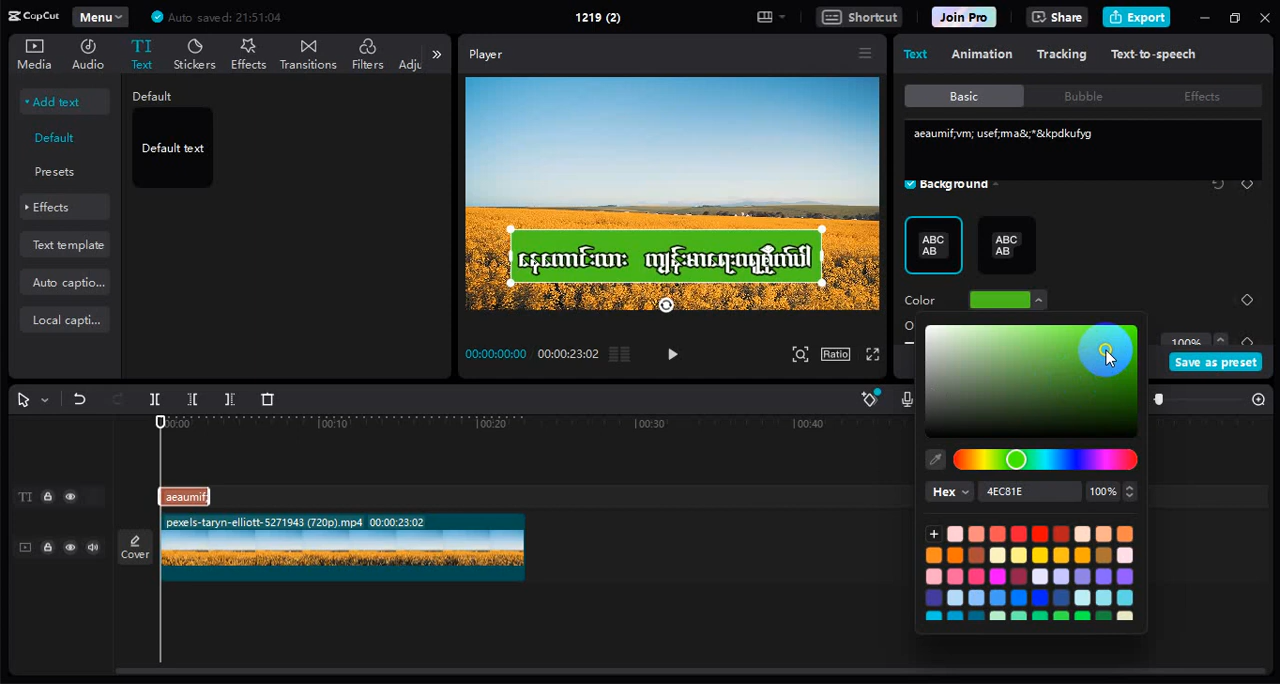 CapCut
Menu
Auto saved: 21:51:04
1219 (2)
Shortcut
Join Pro
Share
Export
Media
Audio
TI
Text
Stickers
Effects
Transitions
Filters
Adju
Add text
Default
Presets
Effects
Text template
Auto captio...
Local capti...
Default
Default text
Player
နေကောင်းလား ကျန်းမာရေးဂရုစိုက်ပါ
00:00:00:00
00:00:23:02
Ratio
Text
Animation
Tracking
Text-to-speech
Basic
Bubble
Effects
aeaumif;vm; usef;rma&;*&kpdkufyg
Background
ABC
AB
ABC
AB
Color
100%
Save as preset
Hex
4EC81E
100%
00:00
00:10
00:20
00:30
00:40
TI
aeaumif;
Cover
pexels-taryn-elliott-5271943 (720p).mp4 00:00:23:02